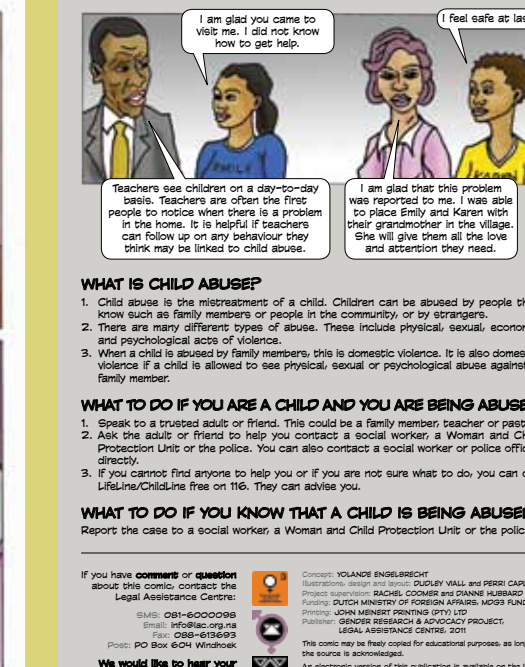 I am glad you came to
visit me. I did not know
how to get help.
I feel safe at
EMILY
KAREN
Teachers see children on a day-to-day
basis. Teachers are often the first
people to notice when there is a problem
in the home. It is helpful if teachers
can follow up on any behaviour they
think may be linked to child abuse.
I am glad that this problem
was reported to me. I was able
to place Emily and Karen with
their grandmother in the village.
She will give them all the love
and attention they need.
WHAT IS CHILD ABUSE?
1. Child abuse is the mistreatment of a child. Children can be abused by people
know such as family members or people in the community, or by strangers.
2. There are many different types of abuse. These include physical, sexual,
and psychological acts of violence.
3. When a child is abused by family members, this is domestic violence. It is also
violence if a child is allowed to see physical, sexual or psychological abuse against
family member.
WHAT TO DO IF YOU ARE A CHILD AND YOU ARE BEING
1. Speak to a trusted adult or friend. This could be a family member, teacher or
2. Ask the adult or friend to help you contact a social worker, a Woman and
Protection Unit or the police. You can also contact a social worker or police
directly.
3. If you cannot find anyone to help you or if you are not sure what to do, you can
LifeLine/ChildLine free on 116. They can advise you.
WHAT TO DO IF YOU KNOW THAT A CHILD IS BEING
Report the case to a social worker, a Woman and Child Protection Unit or the
If you have comment or question
about this comic, contact the
Legal Assistance Centre:
SMS: 081-6000098
Email: info@lac.org.na
Fax: 088-613693
Post: PO Box 604 Windhoek
We would like to hear your
Concept: YOLANDE ENGELBRECHT
Illustrations, design and layout: DUDLEY VIALL and PERRI
Project supervision: RACHEL COOMER and DIANNE HUBBARD
Funding: DUTCH MINISTRY OF FOREIGN AFFAIRS, MDG3 FUND
Printing: JOHN MEINERT PRINTING (PTY) LTD
Publisher: GENDER RESEARCH & ADVOCACY PROJECT,
LEGAL ASSISTANCE CENTRE, 2011
This comic may be freely copied for educational purposes, as long
the source is acknowledged.
An electronic version of this publication is available on the